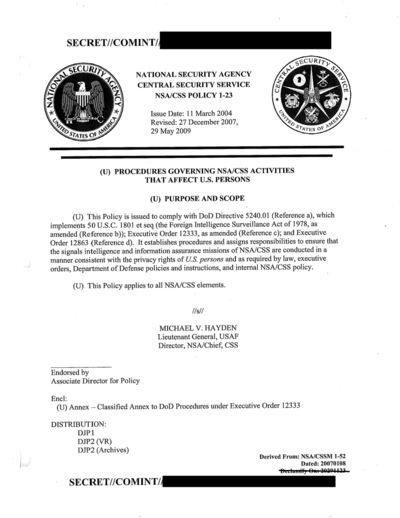 SECRET//COMINT//
NATIONAL SECURITY AGENCY
CENTRAL SECURITY SERVICE
NSA/CSS POLICY 1-23
Issue Date: 11 March 2004
Revised: 27 December 2007,
29 May 2009
NATIONAL SECURITY AGENCY
UNITED STATES OF AMERICA
CENTRAL SECURITY SERVICE
UNITED STATES OF AMERICA
(U) PROCEDURES GOVERNING NSA/CSS ACTIVITIES
THAT AFFECT U.S. PERSONS
(U) PURPOSE AND SCOPE
(U) This Policy is issued to comply with DoD Directive 5240.01 (Reference a), which
implements 50 U.S.C. 1801 et seq (the Foreign Intelligence Surveillance Act of 1978, as
amended (Reference b)); Executive Order 12333, as amended (Reference c); and Executive
Order 12863 (Reference d). It establishes procedures and assigns responsibilities to ensure that
the signals intelligence and information assurance missions of NSA/CSS are conducted in a
manner consistent with the privacy rights of U.S. persons and as required by law, executive
orders, Department of Defense policies and instructions, and internal NSA/CSS policy.
(U) This Policy applies to all NSA/CSS elements.
//s//
MICHAEL V. HAYDEN
Lieutenant General, USAF
Director, NSA/Chief, CSS
Endorsed by
Associate Director for Policy
Encl:
(U) Annex – Classified Annex to DoD Procedures under Executive Order 12333
DISTRIBUTION:
DJP1
DJP2 (VR)
DJP2 (Archives)
Derived From: NSA/CSSM 1-52
Dated: 20070108
Declassify On: 20291123
SECRET//COMINT//